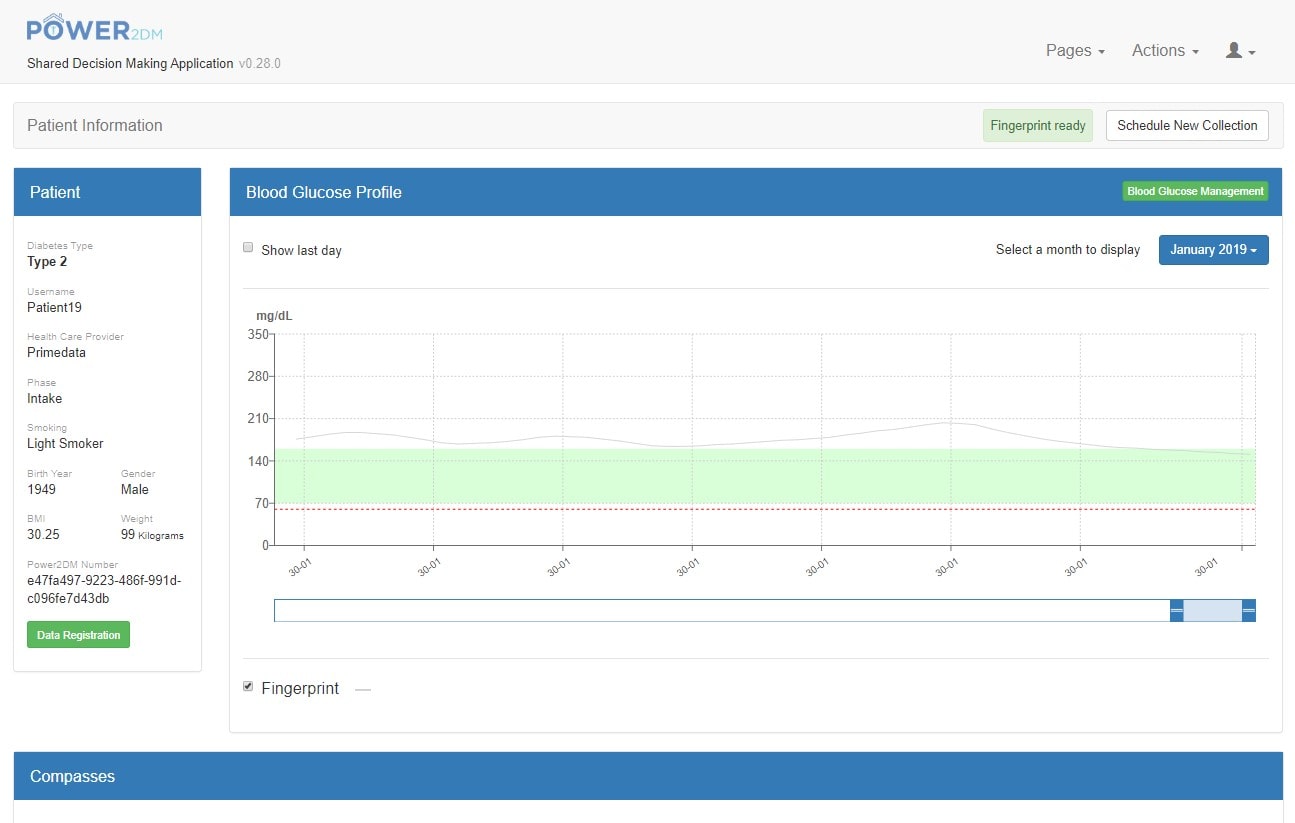 POWER2DM
Shared Decision Making Application v0.28.0
Pages Actions
Patient Information
Fingerprint ready Schedule New Collection
Patient
Diabetes Type
Type 2
Username
Patient19
Health Care Provider
Primedata
Phase
Intake
Smoking
Light Smoker
Birth Year Gender
1949 Male
BMI Weight
30.25 99 Kilograms
Power2DM Number
e47fa497-9223-486f-991d-
c096fe7d43db
Data Registration
Blood Glucose Profile Blood Glucose Management
Show last day Select a month to display January 2019
mg/dL
350
280
210
140
70
0
30-01 30-01 30-01 30-01 30-01 30-01 30-01 30-01
Fingerprint
Compasses